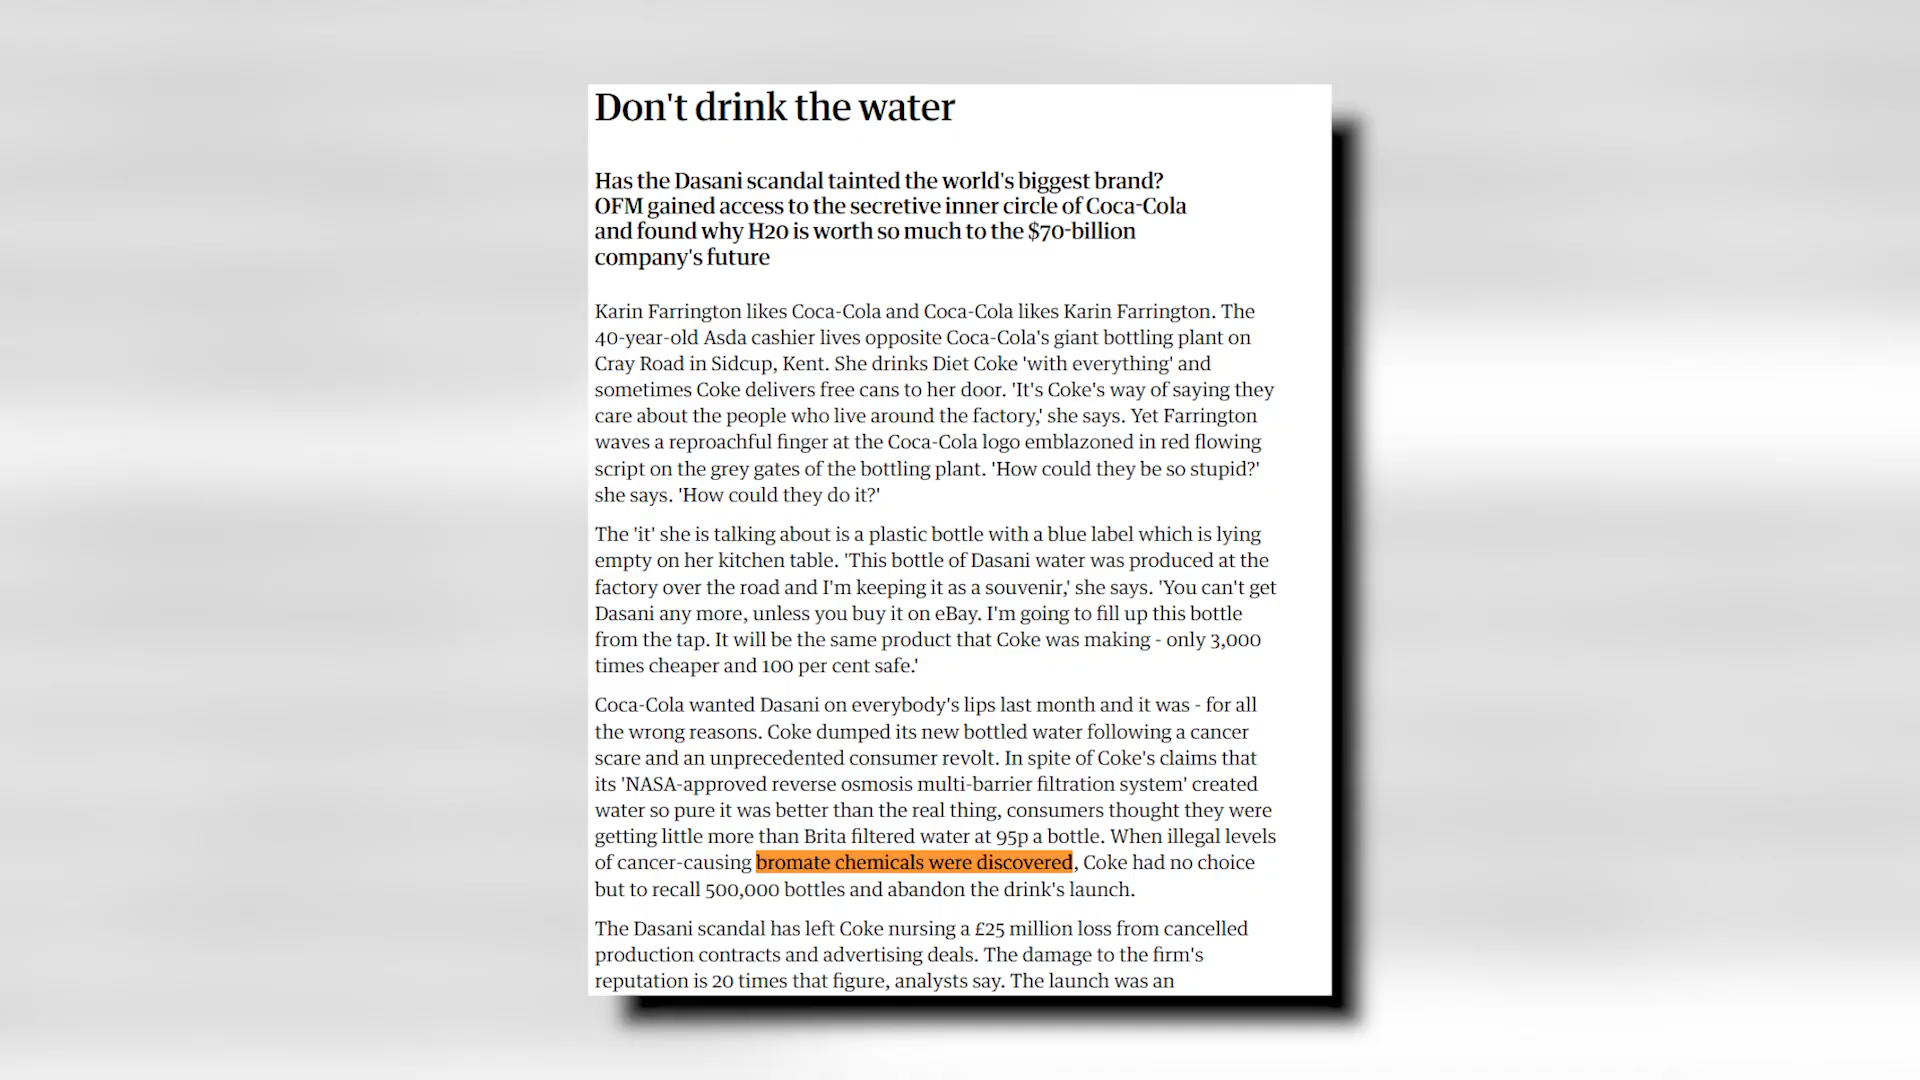 Don't drink the water
Has the Dasani scandal tainted the world's biggest brand?
OFM gained access to the secretive inner circle of Coca-Cola
and found why H20 is worth so much to the $70-billion
company's future
Karin Farrington likes Coca-Cola and Coca-Cola likes Karin Farrington. The
40-year-old Asda cashier lives opposite Coca-Cola's giant bottling plant on
Cray Road in Sidcup, Kent. She drinks Diet Coke 'with everything' and
sometimes Coke delivers free cans to her door. 'It's Coke's way of saying they
care about the people who live around the factory,' she says. Yet Farrington
waves a reproachful finger at the Coca-Cola logo emblazoned in red flowing
script on the grey gates of the bottling plant. 'How could they be so stupid?'
she says. 'How could they do it?'
The 'it' she is talking about is a plastic bottle with a blue label which is lying
empty on her kitchen table. 'This bottle of Dasani water was produced at the
factory over the road and I'm keeping it as a souvenir,' she says. 'You can't get
Dasani any more, unless you buy it on eBay. I'm going to fill up this bottle
from the tap. It will be the same product that Coke was making - only 3,000
times cheaper and 100 per cent safe.'
Coca-Cola wanted Dasani on everybody's lips last month and it was - for all
the wrong reasons. Coke dumped its new bottled water following a cancer
scare and an unprecedented consumer revolt. In spite of Coke's claims that
its 'NASA-approved reverse osmosis multi-barrier filtration system' created
water so pure it was better than the real thing, consumers thought they were
getting little more than Brita filtered water at 95p a bottle. When illegal levels
of cancer-causing bromate chemicals were discovered, Coke had no choice
but to recall 500,000 bottles and abandon the drink's launch.
The Dasani scandal has left Coke nursing a £25 million loss from cancelled
production contracts and advertising deals. The damage to the firm's
reputation is 20 times that figure, analysts say. The launch was an